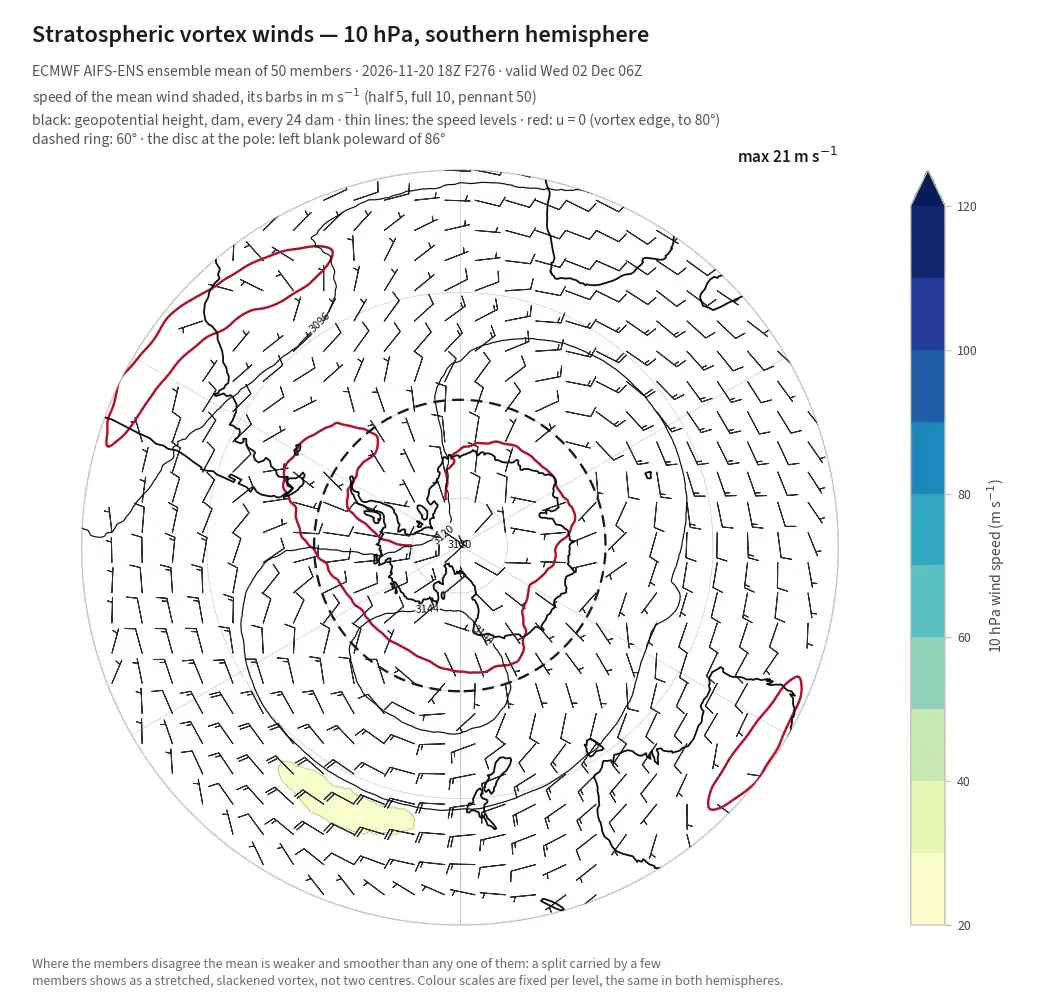 Stratospheric vortex winds — 10 hPa, southern hemisphere
ECMWF AIFS-ENS ensemble mean of 50 members · 2026-11-20 18Z F276 · valid Wed 02 Dec 06Z
speed of the mean wind shaded, its barbs in m s⁻¹ (half 5, full 10, pennant 50)
black: geopotential height, dam, every 24 dam · thin lines: the speed levels · red: u = 0 (vortex edge, to 80°)
dashed ring: 60° · the disc at the pole: left blank poleward of 86°
max 21 m s⁻¹
120
100
80
60
40
20
10 hPa wind speed (m s⁻¹)
3096
3120
3144
Where the members disagree the mean is weaker and smoother than any one of them: a split carried by a few
members shows as a stretched, slackened vortex, not two centres. Colour scales are fixed per level, the same in both hemispheres.